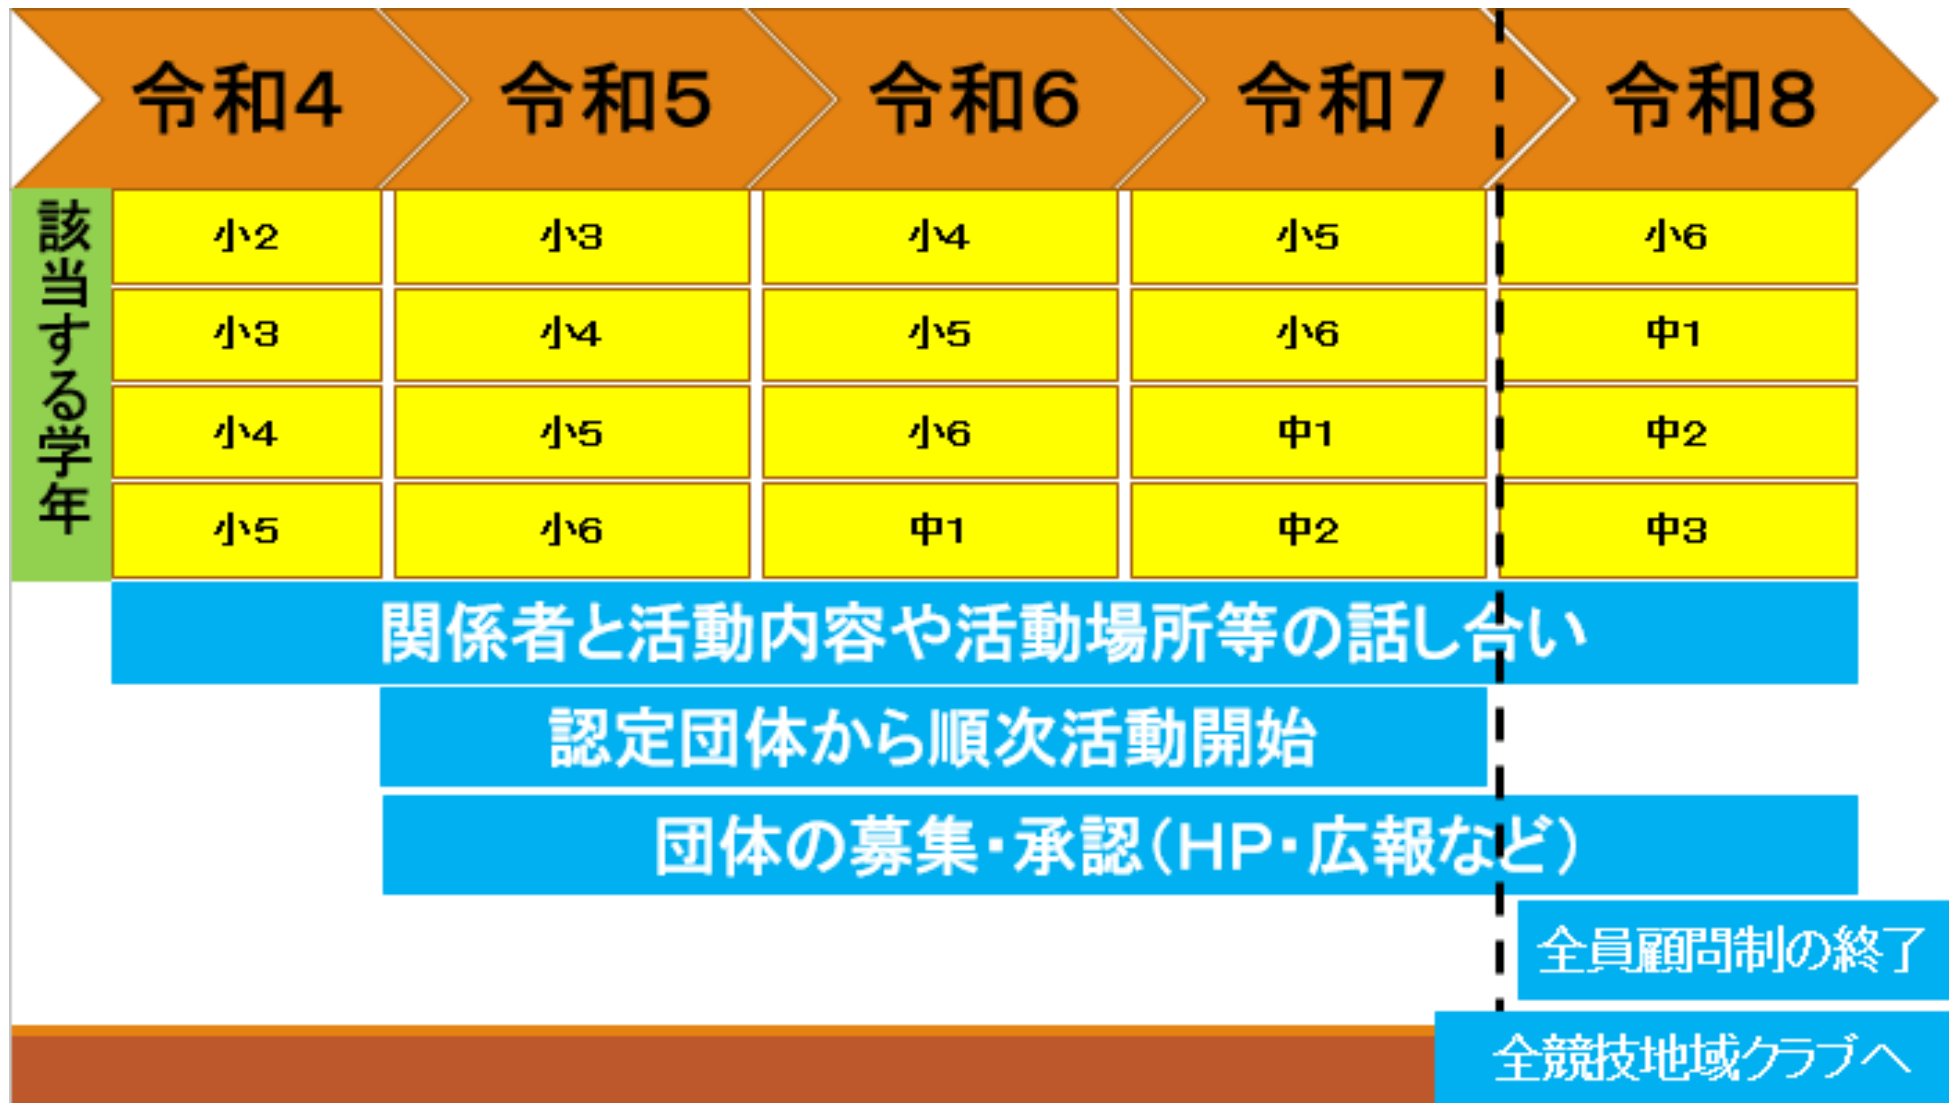 令和4 令和5 令和6 令和7 令和8
該当する学年
小2 小3 小4 小5 小6
小3 小4 小5 小6 中1
小4 小5 小6 中1 中2
小5 小6 中1 中2 中3
関係者と活動内容や活動場所等の話し合い
認定団体から順次活動開始
団体の募集・承認(HP・広報など)
全員顧問制の終了
全競技地域クラブへ